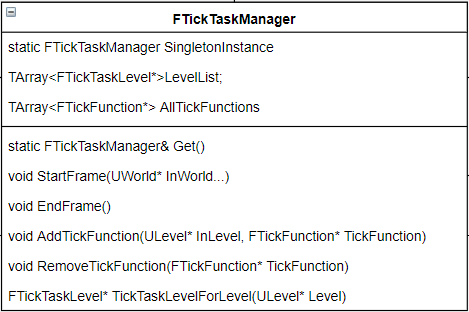 FTickTaskManager
static FTickTaskManager SingletonInstance
TArray<FTickTaskLevel*>LevelList;
TArray<FTickFunction*> AllTickFunctions
static FTickTaskManager& Get()
void StartFrame(UWorld* InWorld...)
void EndFrame()
void AddTickFunction(ULevel* InLevel, FTickFunction* TickFunction)
void RemoveTickFunction(FTickFunction* TickFunction)
FTickTaskLevel* TickTaskLevelForLevel(ULevel* Level)